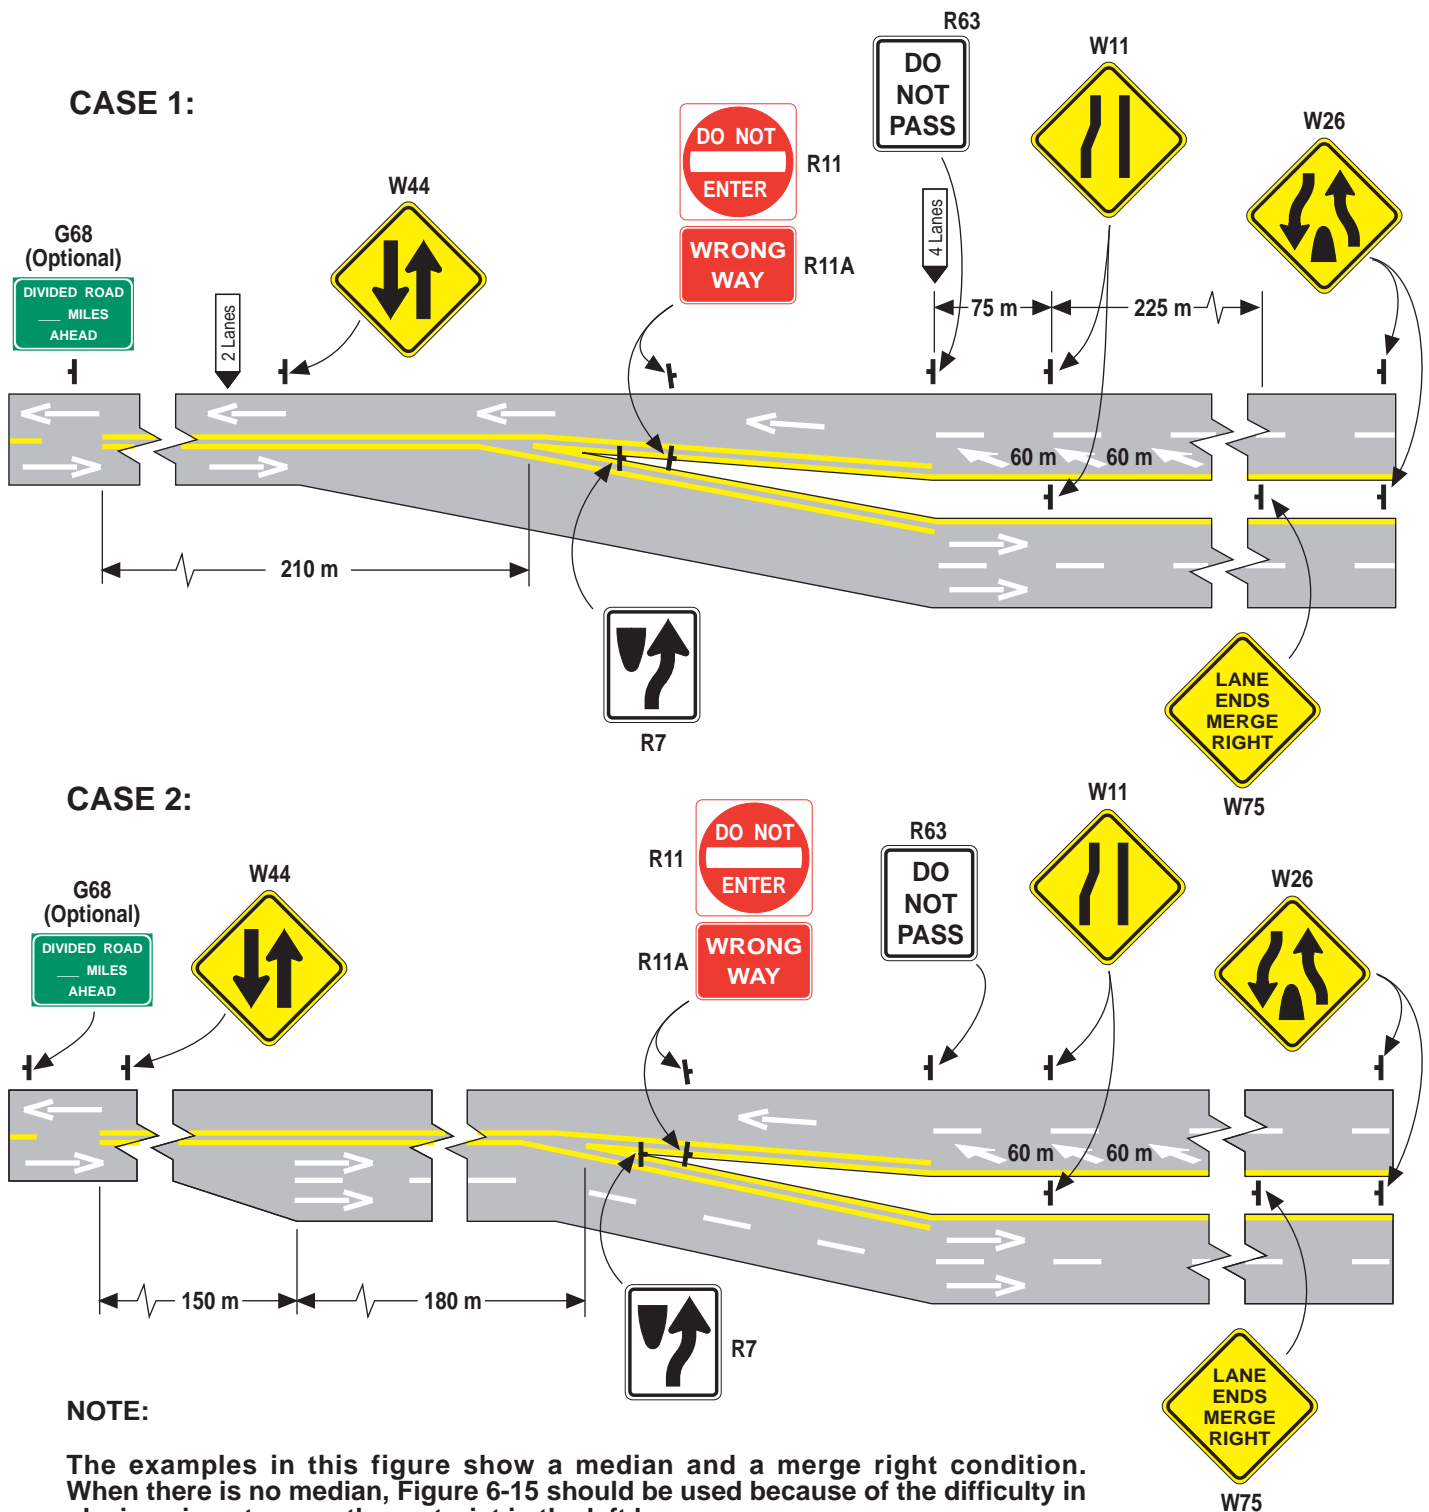 CASE 1:
R63
DO
NOT
PASS
W11
W26
DO NOT
ENTER
R11
WRONG
WAY
R11A
W44
G68
(Optional)
DIVIDED ROAD
___ MILES
AHEAD
2 Lanes
4 Lanes
75 m
225 m
60 m
60 m
210 m
R7
LANE
ENDS
MERGE
RIGHT
W75
CASE 2:
W11
R63
DO
NOT
PASS
R11
DO NOT
ENTER
R11A
WRONG
WAY
W26
W44
G68
(Optional)
DIVIDED ROAD
___ MILES
AHEAD
60 m
60 m
150 m
180 m
R7
LANE
ENDS
MERGE
RIGHT
W75
NOTE:
The examples in this figure show a median and a merge right condition.
When there is no median, Figure 6-15 should be used because of the difficulty in